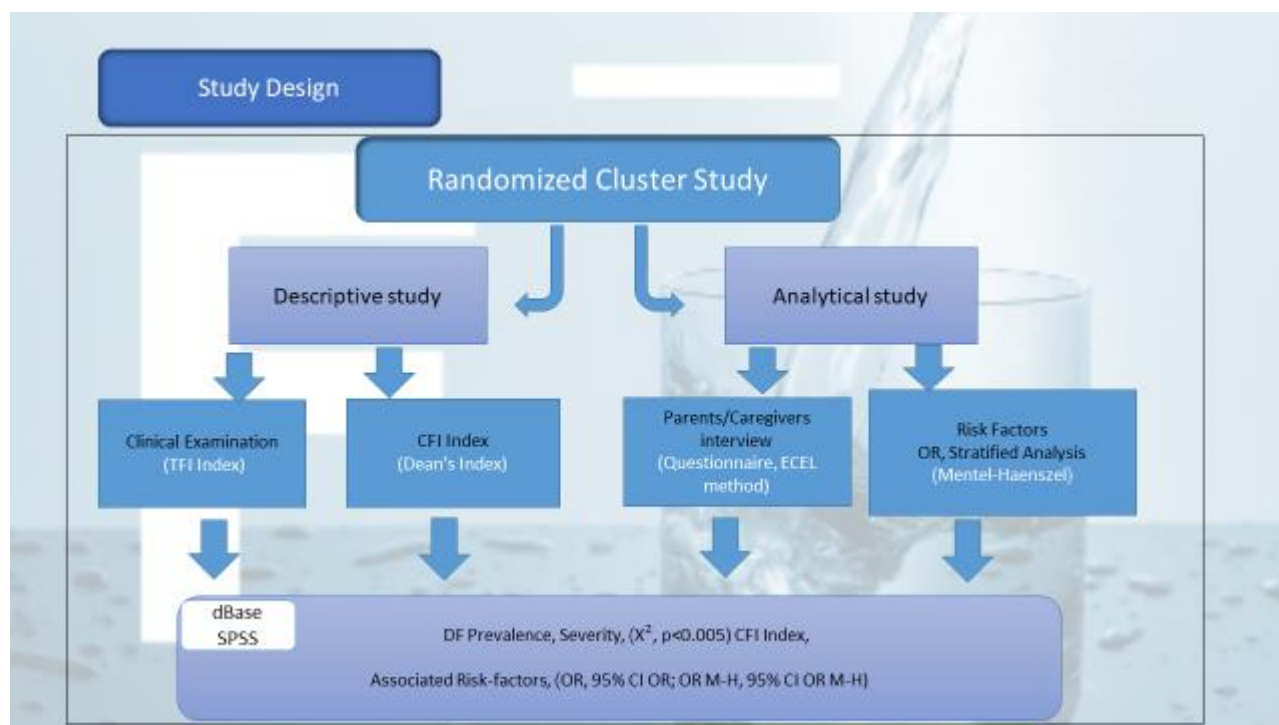 Study Design
Randomized Cluster Study
Descriptive study
Analytical study
Clinical Examination
(TFI Index)
CFI Index
(Dean's Index)
Parents/Caregivers
interview
(Questionnaire, ECEL
method)
Risk Factors
OR, Stratified Analysis
(Mentel-Haenszel)
dBase
SPSS
DF Prevalence, Severity, (X², p<0.005) CFI Index,
Associated Risk-factors, (OR, 95% CI OR; OR M-H, 95% CI OR M-H)